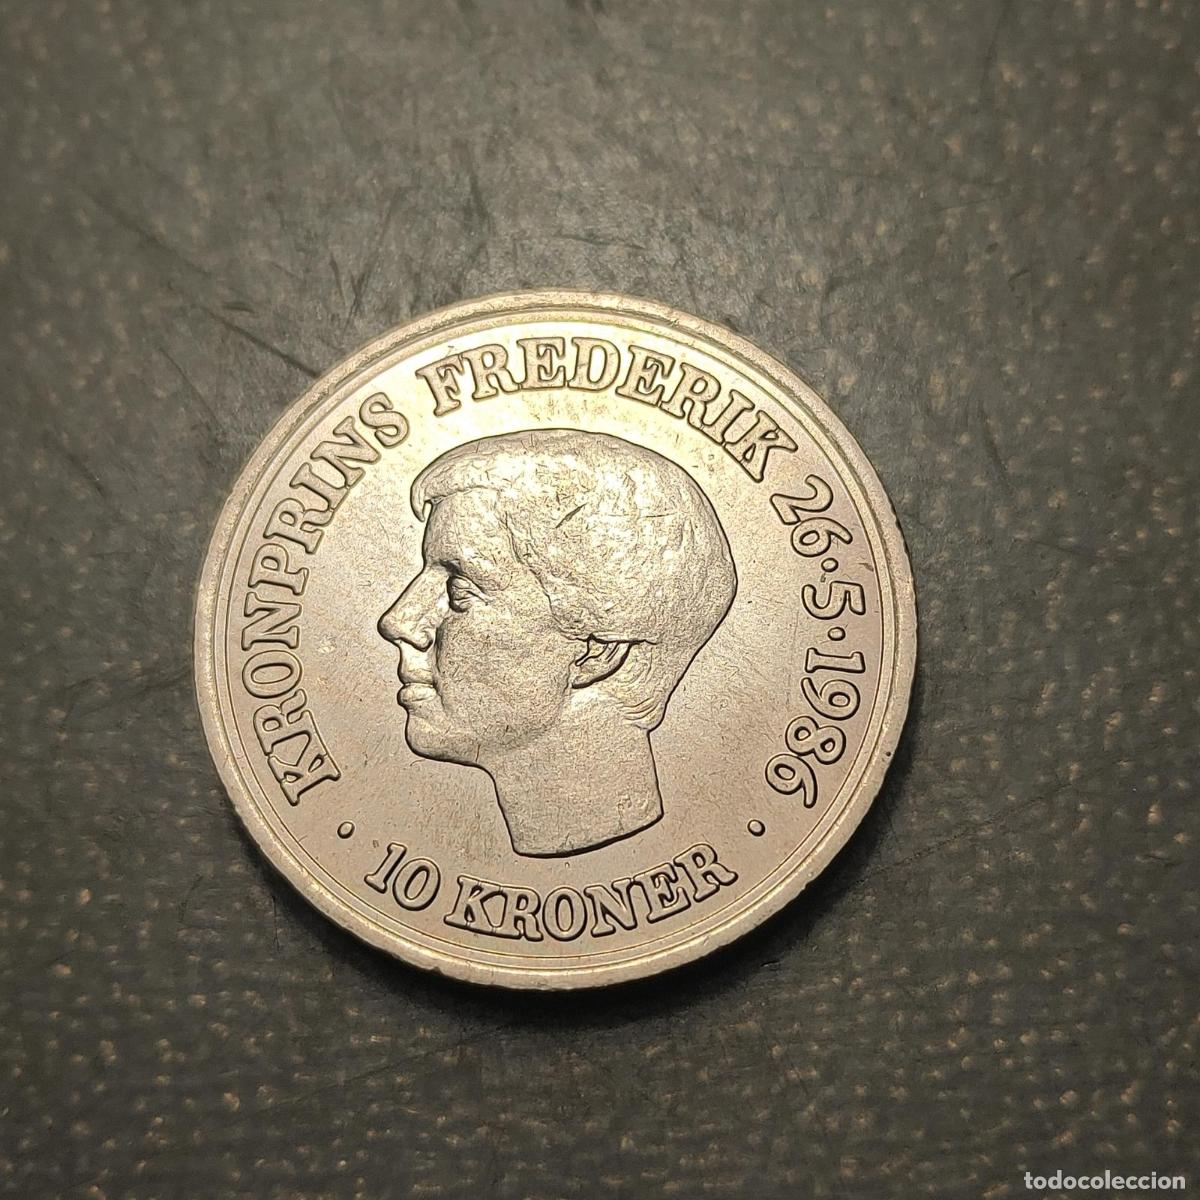 KRONPRINS FREDERIK 26·5·1986
· 10 KRONER ·
todocoleccion